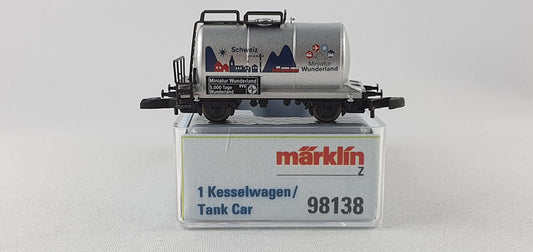 Schweiz
Miniatur
Wunderland
Miniatur Wunderland
5.000 Tage
Wunderland
märklin
Z
1 Kesselwagen/
Tank Car
98138